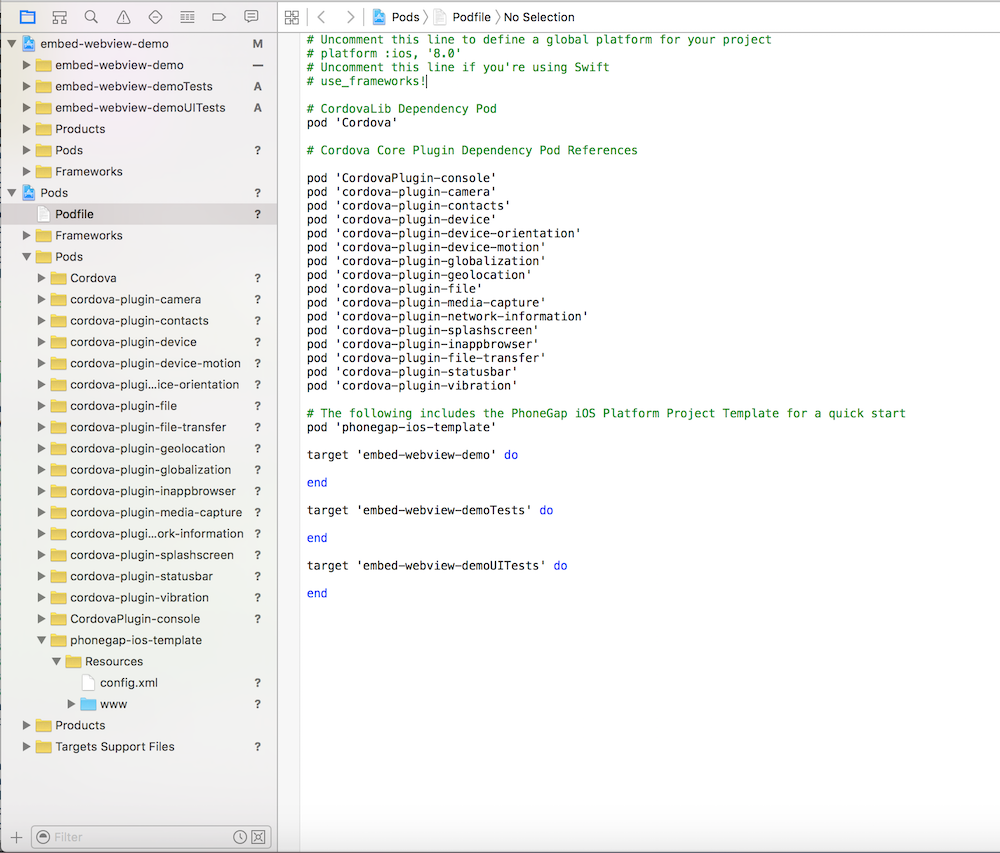 Pods 〉 Podfile 〉 No Selection
embed-webview-demo M
embed-webview-demo —
embed-webview-demoTests A
embed-webview-demoUITests A
Products
Pods ?
Frameworks
Pods ?
Podfile ?
Frameworks
Pods
Cordova ?
cordova-plugin-camera ?
cordova-plugin-contacts ?
cordova-plugin-device ?
cordova-plugin-device-motion ?
cordova-plugi...ice-orientation ?
cordova-plugin-file ?
cordova-plugin-file-transfer ?
cordova-plugin-geolocation ?
cordova-plugin-globalization ?
cordova-plugin-inappbrowser ?
cordova-plugin-media-capture ?
cordova-plugi...ork-information ?
cordova-plugin-splashscreen ?
cordova-plugin-statusbar ?
cordova-plugin-vibration ?
CordovaPlugin-console ?
phonegap-ios-template
Resources
config.xml ?
www ?
Products
Targets Support Files ?
Filter
# Uncomment this line to define a global platform for your project
# platform :ios, '8.0'
# Uncomment this line if you're using Swift
# use_frameworks!
# CordovaLib Dependency Pod
pod 'Cordova'
# Cordova Core Plugin Dependency Pod References
pod 'CordovaPlugin-console'
pod 'cordova-plugin-camera'
pod 'cordova-plugin-contacts'
pod 'cordova-plugin-device'
pod 'cordova-plugin-device-orientation'
pod 'cordova-plugin-device-motion'
pod 'cordova-plugin-globalization'
pod 'cordova-plugin-geolocation'
pod 'cordova-plugin-file'
pod 'cordova-plugin-media-capture'
pod 'cordova-plugin-network-information'
pod 'cordova-plugin-splashscreen'
pod 'cordova-plugin-inappbrowser'
pod 'cordova-plugin-file-transfer'
pod 'cordova-plugin-statusbar'
pod 'cordova-plugin-vibration'
# The following includes the PhoneGap iOS Platform Project Template for a quick start
pod 'phonegap-ios-template'
target 'embed-webview-demo' do
end
target 'embed-webview-demoTests' do
end
target 'embed-webview-demoUITests' do
end